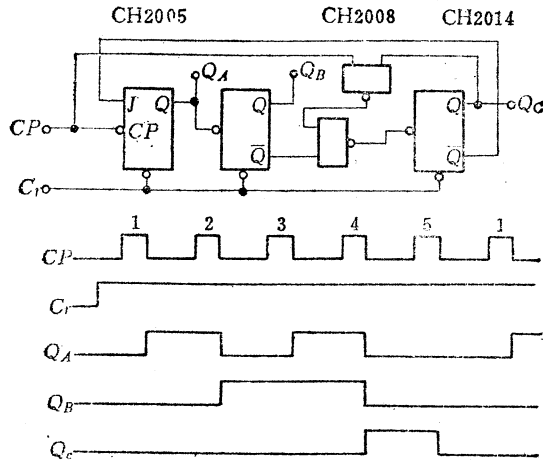 CH2005 CH2008 CH2014
Q_A Q_B
J Q Q Q Q_C
CP CP
Q̄ Q̄
C_r
1 2 3 4 5 1
CP
C_r
Q_A
Q_B
Q_c